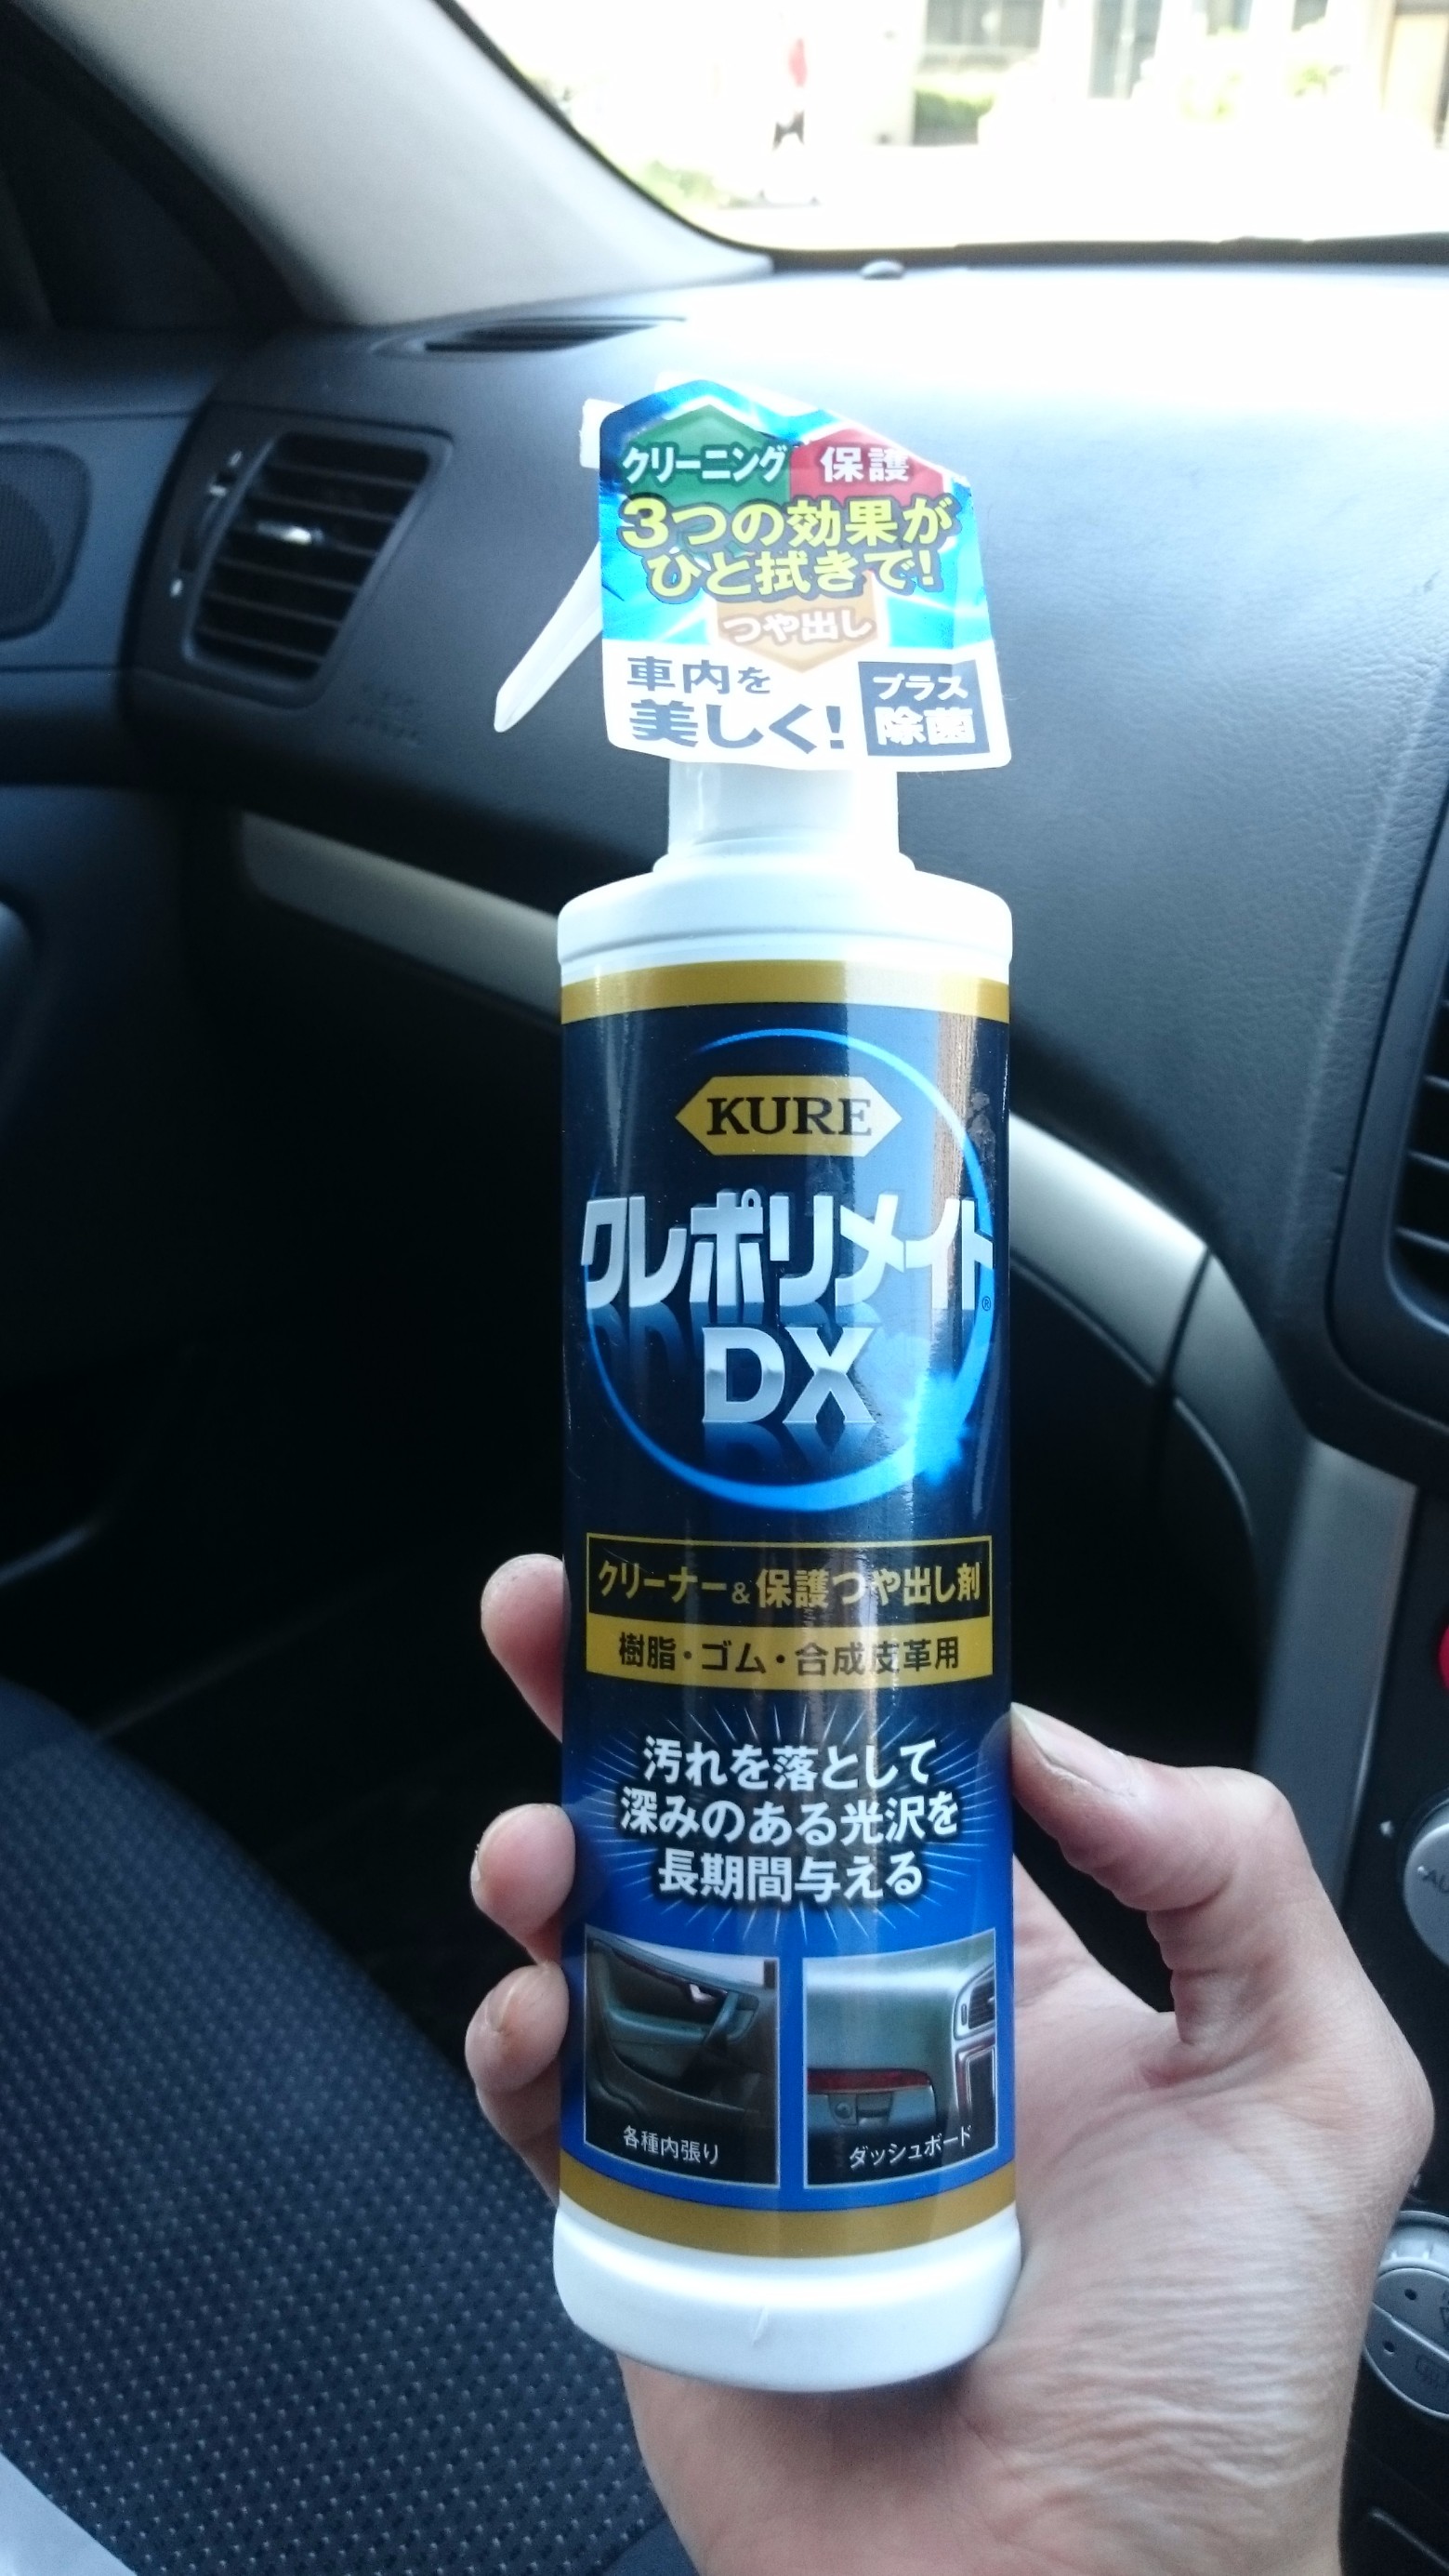 クリーニング 保護
3つの効果が
ひと拭きで!
つや出し
車内を
美しく!
プラス
除菌
KURE
クレポリメイト®
DX
クリーナー&保護つや出し剤
樹脂・ゴム・合成皮革用
汚れを落として
深みのある光沢を
長期間与える
各種内張り
ダッシュボード